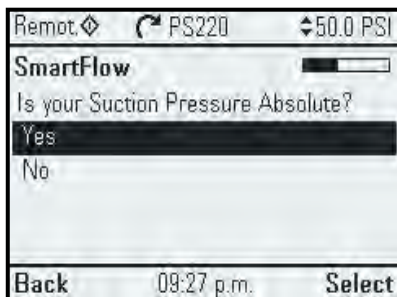 Remot. PS220 50.0 PSI
SmartFlow
Is your Suction Pressure Absolute?
Yes
No
Back 09:27 p.m. Select